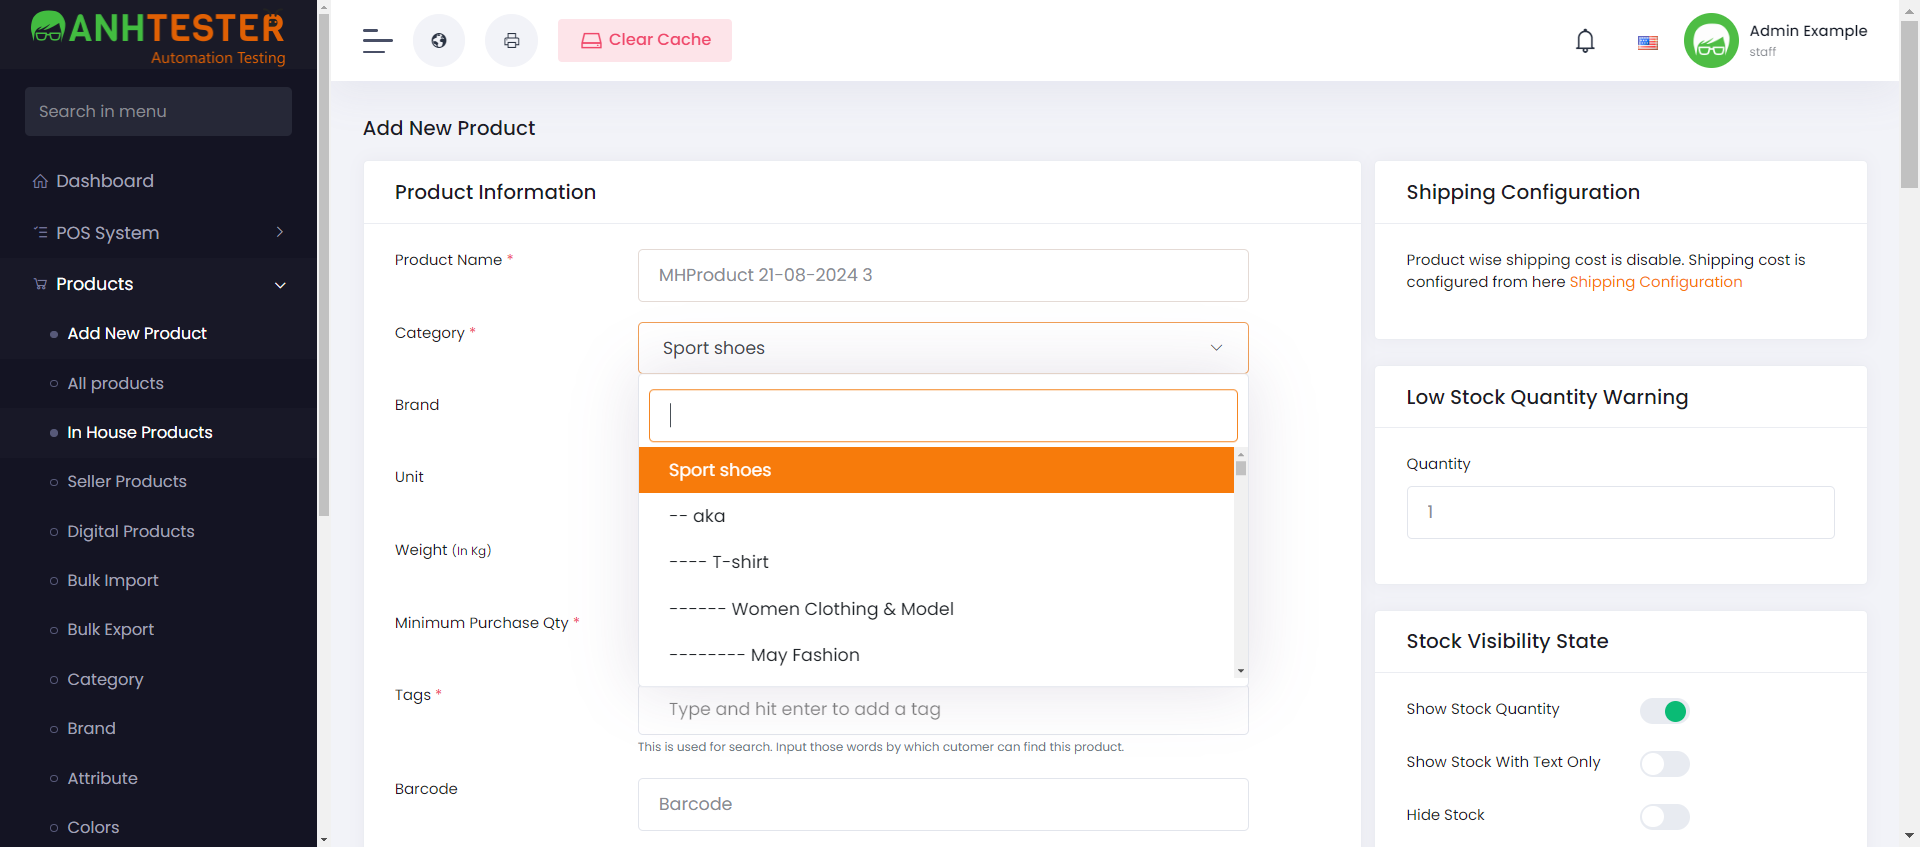 ANHTESTER
Automation Testing
Search in menu
Dashboard
POS System
Products
Add New Product
All products
In House Products
Seller Products
Digital Products
Bulk Import
Bulk Export
Category
Brand
Attribute
Colors
Clear Cache
Admin Example
staff
Add New Product
Product Information
Product Name *
MHProduct 21-08-2024 3
Category *
Sport shoes
Brand
Sport shoes
-- aka
Unit
---- T-shirt
Weight (In Kg)
------ Women Clothing & Model
Minimum Purchase Qty *
-------- May Fashion
Tags *
Type and hit enter to add a tag
This is used for search. Input those words by which cutomer can find this product.
Barcode
Barcode
Shipping Configuration
Product wise shipping cost is disable. Shipping cost is
configured from here Shipping Configuration
Low Stock Quantity Warning
Quantity
1
Stock Visibility State
Show Stock Quantity
Show Stock With Text Only
Hide Stock